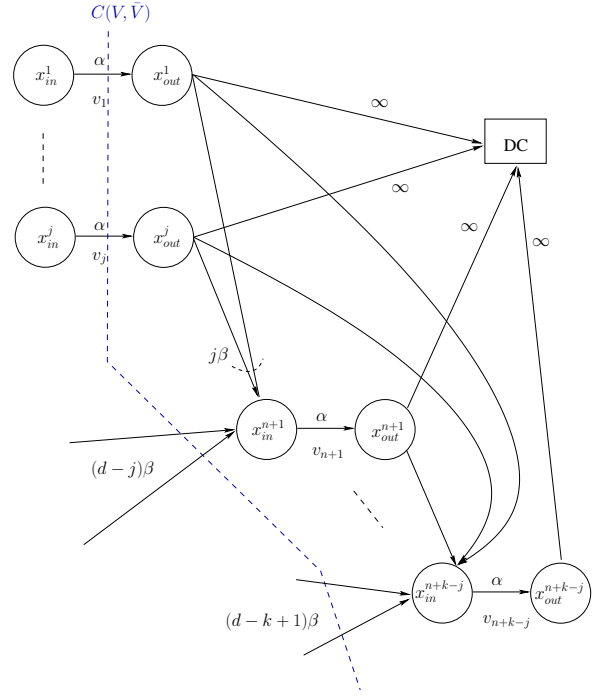 C(V, V̄)
x_{in}^1 α v_1 x_{out}^1
∞
DC
x_{in}^j α v_j x_{out}^j
∞
∞
∞
jβ
x_{in}^{n+1} α v_{n+1} x_{out}^{n+1}
(d − j)β
x_{in}^{n+k-j} α v_{n+k-j} x_{out}^{n+k-j}
(d − k + 1)β